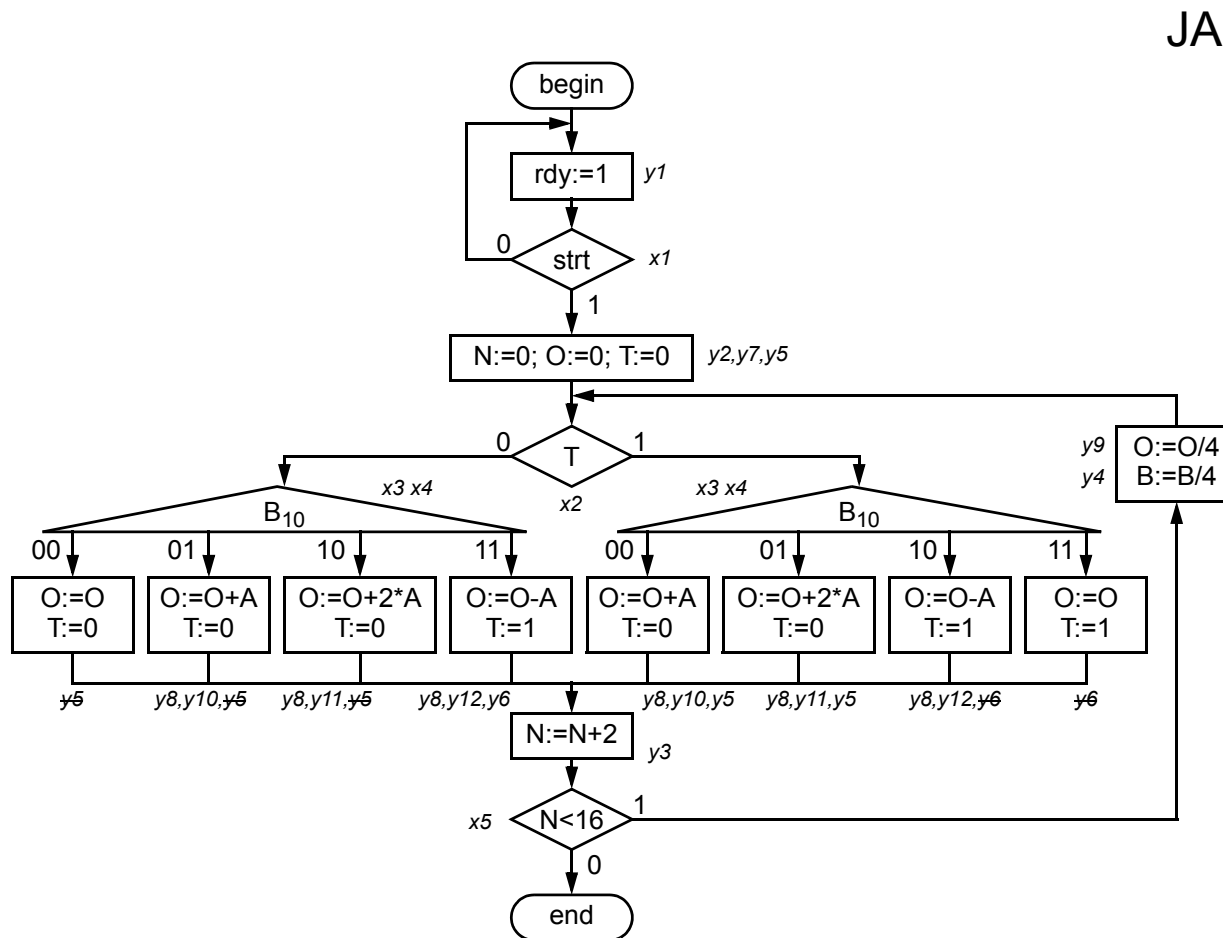 JA
begin
rdy:=1
y1
0
strt
x1
1
N:=0; O:=0; T:=0
y2,y7,y5
0
T
1
x2
y9
O:=O/4
y4
B:=B/4
x3 x4
B10
00
01
10
11
x3 x4
B10
00
01
10
11
O:=O
T:=0
O:=O+A
T:=0
O:=O+2*A
T:=0
O:=O-A
T:=1
O:=O+A
T:=0
O:=O+2*A
T:=0
O:=O-A
T:=1
O:=O
T:=1
y5
y8,y10,y5
y8,y11,y5
y8,y12,y6
y8,y10,y5
y8,y11,y5
y8,y12,y6
y6
N:=N+2
y3
x5
N<16
1
0
end